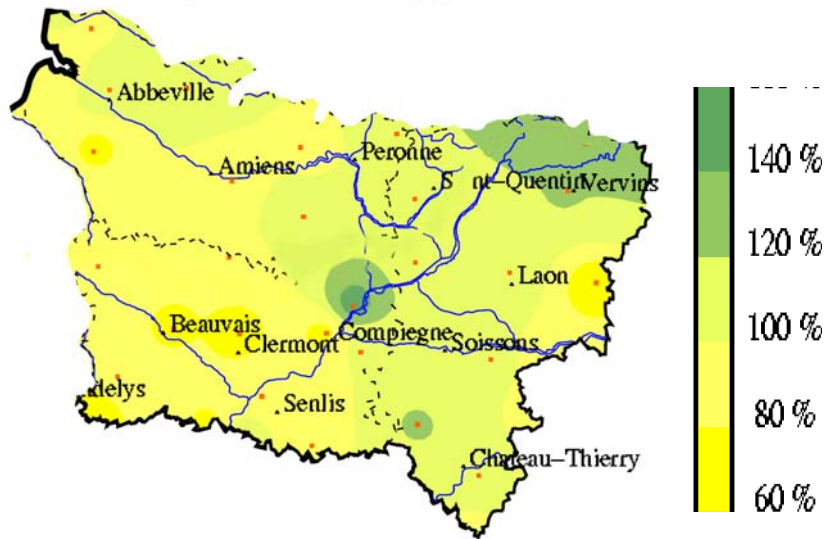 Abbeville
Peronne
Amiens
S nt-Quentin
Vervins
Laon
Beauvais
Compiegne
Clermont
Soissons
delys
Senlis
Chateau-Thierry
140 %
120 %
100 %
80 %
60 %